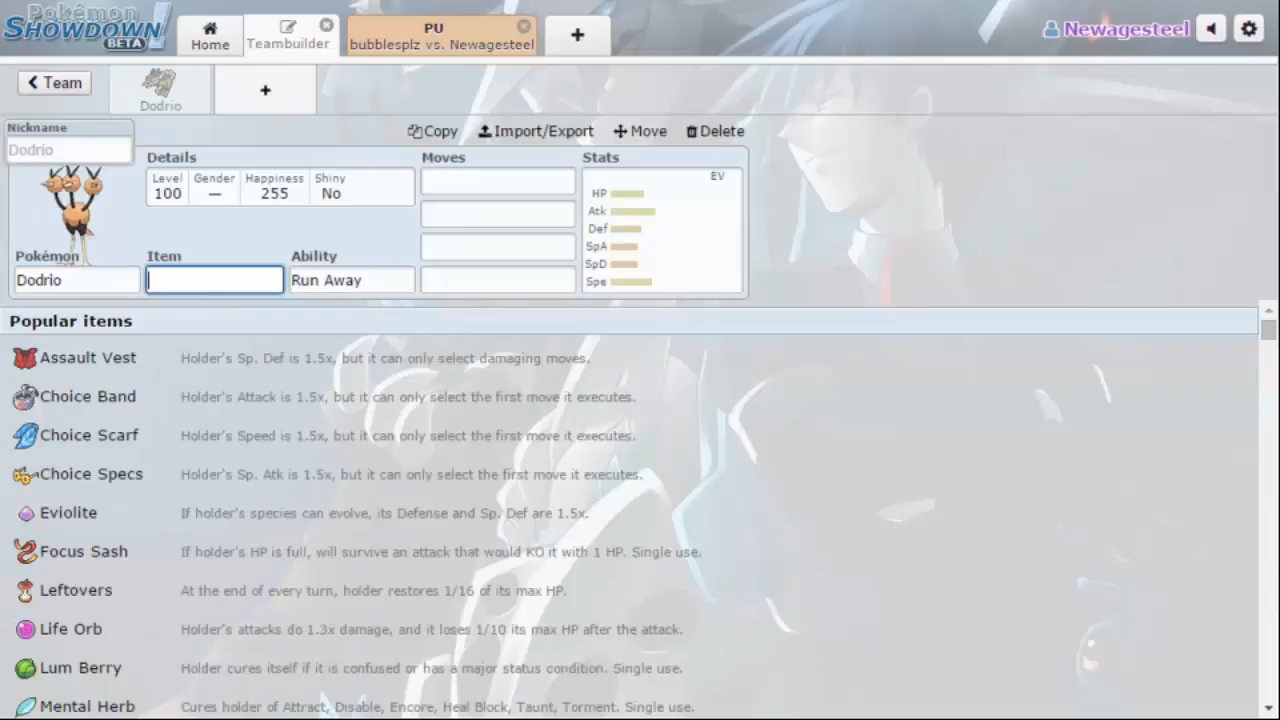 Pokémon
SHOWDOWN!
BETA
Home
Teambuilder
PU
bubblesplz vs. Newagesteel
+
Newagesteel
Team
Dodrio
+
Copy Import/Export Move Delete
Nickname
Dodrio
Details
Level Gender Happiness Shiny
100 — 255 No
Moves
Stats
EV
HP
Atk
Def
SpA
SpD
Spe
Pokémon Item Ability
Dodrio Run Away
Popular items
Assault Vest Holder's Sp. Def is 1.5x, but it can only select damaging moves.
Choice Band Holder's Attack is 1.5x, but it can only select the first move it executes.
Choice Scarf Holder's Speed is 1.5x, but it can only select the first move it executes.
Choice Specs Holder's Sp. Atk is 1.5x, but it can only select the first move it executes.
Eviolite If holder's species can evolve, its Defense and Sp. Def are 1.5x.
Focus Sash If holder's HP is full, will survive an attack that would KO it with 1 HP. Single use.
Leftovers At the end of every turn, holder restores 1/16 of its max HP.
Life Orb Holder's attacks do 1.3x damage, and it loses 1/10 its max HP after the attack.
Lum Berry Holder cures itself if it is confused or has a major status condition. Single use.
Mental Herb Cures holder of Attract, Disable, Encore, Heal Block, Taunt, Torment. Single use.